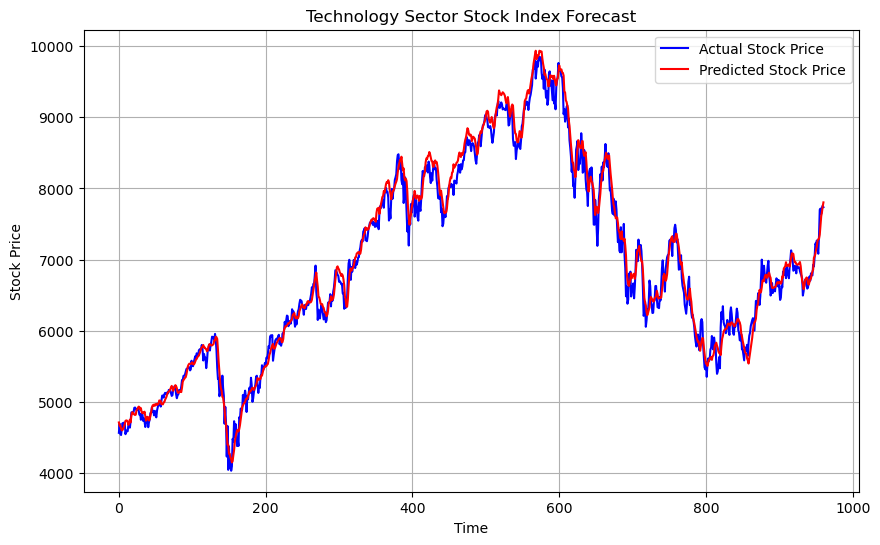 Technology Sector Stock Index Forecast
Actual Stock Price
Predicted Stock Price
Stock Price
10000
9000
8000
7000
6000
5000
4000
0 200 400 600 800 1000
Time